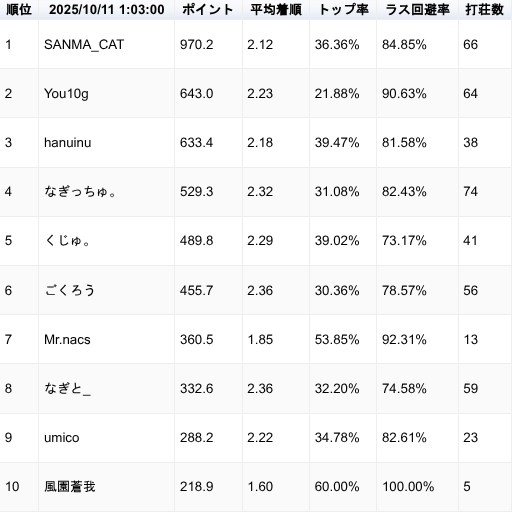 順位 2025/10/11 1:03:00 ポイント 平均着順 トップ率 ラス回避率 打荘数
1 SANMA_CAT 970.2 2.12 36.36% 84.85% 66
2 You10g 643.0 2.23 21.88% 90.63% 64
3 hanuinu 633.4 2.18 39.47% 81.58% 38
4 なぎっちゅ。 529.3 2.32 31.08% 82.43% 74
5 くじゅ。 489.8 2.29 39.02% 73.17% 41
6 ごくろう 455.7 2.36 30.36% 78.57% 56
7 Mr.nacs 360.5 1.85 53.85% 92.31% 13
8 なぎと_ 332.6 2.36 32.20% 74.58% 59
9 umico 288.2 2.22 34.78% 82.61% 23
10 風園蒼我 218.9 1.60 60.00% 100.00% 5